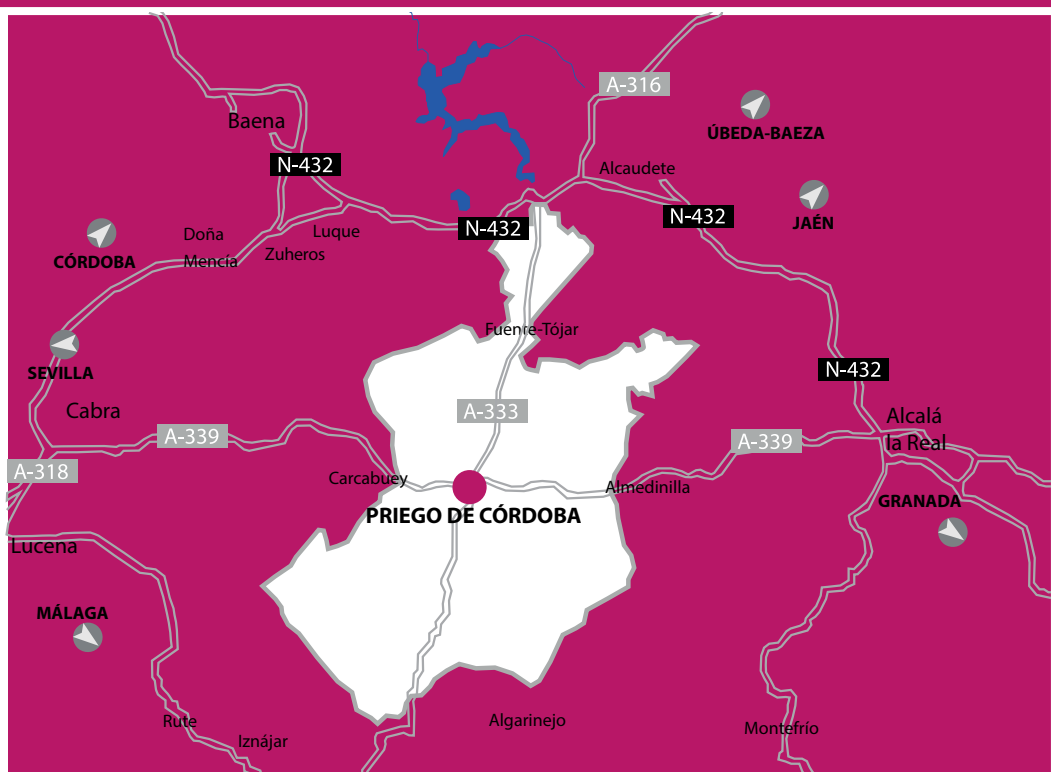 A-316
Baena
ÚBEDA-BAEZA
N-432
Alcaudete
N-432
JAÉN
N-432
Luque
Doña
Mencía
Zuheros
CÓRDOBA
Fuente-Tójar
SEVILLA
N-432
Cabra
A-333
Alcalá
la Real
A-339
A-339
A-318
Carcabuey
Almedinilla
GRANADA
PRIEGO DE CÓRDOBA
Lucena
MÁLAGA
Rute
Algarinejo
Montefrío
Iznájar